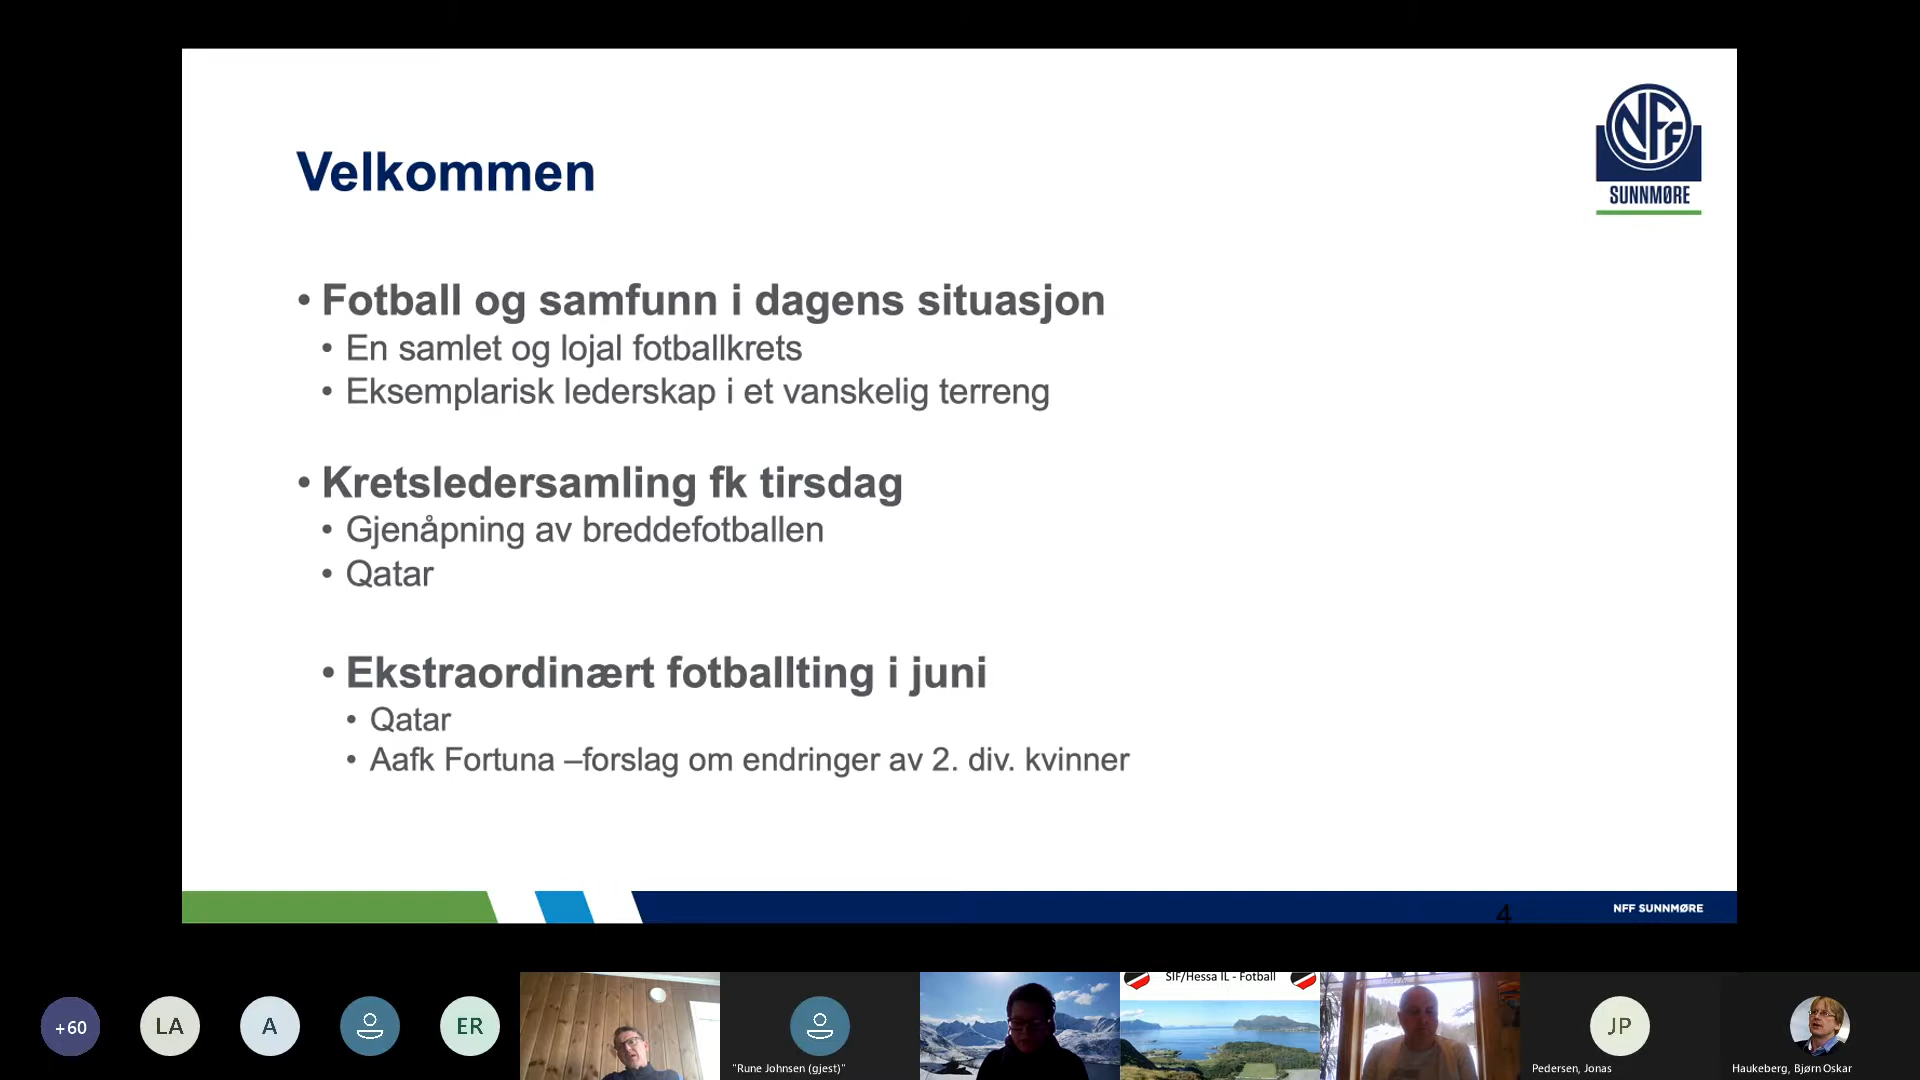 Velkommen
NFF
SUNNMØRE
• Fotball og samfunn i dagens situasjon
• En samlet og lojal fotballkrets
• Eksemplarisk lederskap i et vanskelig terreng
• Kretsledersamling fk tirsdag
• Gjenåpning av breddefotballen
• Qatar
• Ekstraordinært fotballting i juni
• Qatar
• Aafk Fortuna –forslag om endringer av 2. div. kvinner
4
NFF SUNNMØRE
+60
LA
A
ER
"Rune Johnsen (gjest)"
SIF/Hessa IL - Fotball
JP
Pedersen, Jonas
Haukeberg, Bjørn Oskar